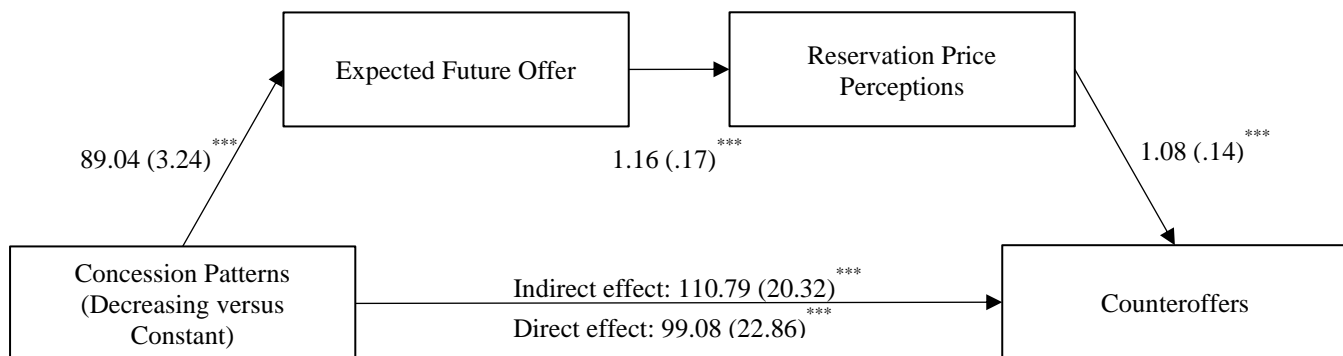 Expected Future Offer
Reservation Price
Perceptions
89.04 (3.24)***
1.16 (.17)***
1.08 (.14)***
Concession Patterns
(Decreasing versus
Constant)
Indirect effect: 110.79 (20.32)***
Direct effect: 99.08 (22.86)***
Counteroffers